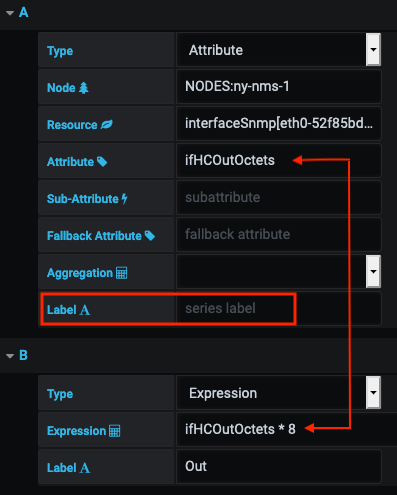 A
Type Attribute
Node NODES:ny-nms-1
Resource interfaceSnmp[eth0-52f85bd...
Attribute ifHCOutOctets
Sub-Attribute subattribute
Fallback Attribute fallback attribute
Aggregation
Label A series label
B
Type Expression
Expression ifHCOutOctets * 8
Label A Out